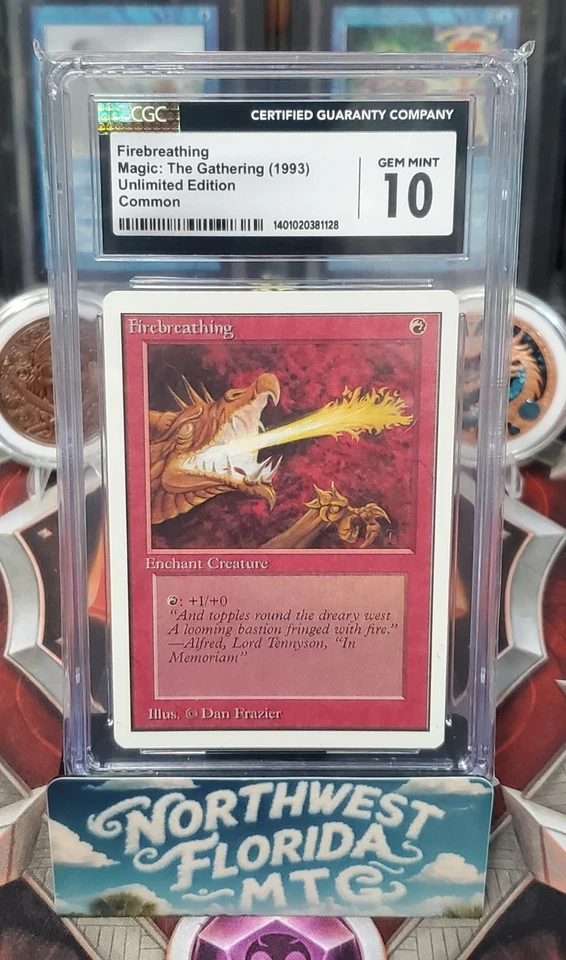 CGC
CERTIFIED GUARANTY COMPANY
Firebreathing
Magic: The Gathering (1993)
Unlimited Edition
Common
GEM MINT
10
1401020381128
Firebreathing
Enchant Creature
: +1/+0
“And topples round the dreary west
A looming bastion fringed with fire.”
—Alfred, Lord Tennyson, “In
Memoriam”
Illus. © Dan Frazier
NORTHWEST
FLORIDA
MTG